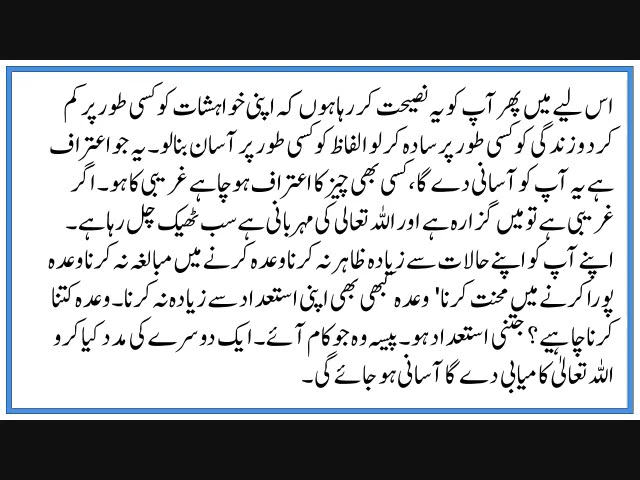 اس لیے میں پھر آپ کو یہ نصیحت کر رہا ہوں کہ اپنی خواہشات کو کسی طور پر کم
کر دو زندگی کو کسی طور پر سادہ کر لو الفاظ کو کسی طور پر آسان بنا لو۔ یہ جو اعتراف
ہے یہ آپ کو آسانی دے گا، کسی بھی چیز کا اعتراف ہو چاہے غریبی کا ہو۔ اگر
غریبی ہے تو میں گزارہ ہے اور اللہ تعالی کی مہربانی ہے سب ٹھیک چل رہا ہے۔
اپنے آپ کو اپنے حالات سے زیادہ ظاہر نہ کرنا وعدہ کرنے میں مبالغہ نہ کرنا وعدہ
پورا کرنے میں محنت کرنا' وعدہ کبھی بھی اپنی استعداد سے زیادہ نہ کرنا۔ وعدہ کتنا
کرنا چاہیے؟ جتنی استعداد ہو۔ پیسہ وہ جو کام آئے۔ ایک دوسرے کی مدد کیا کرو
اللہ تعالیٰ کامیابی دے گا آسانی ہو جائے گی۔